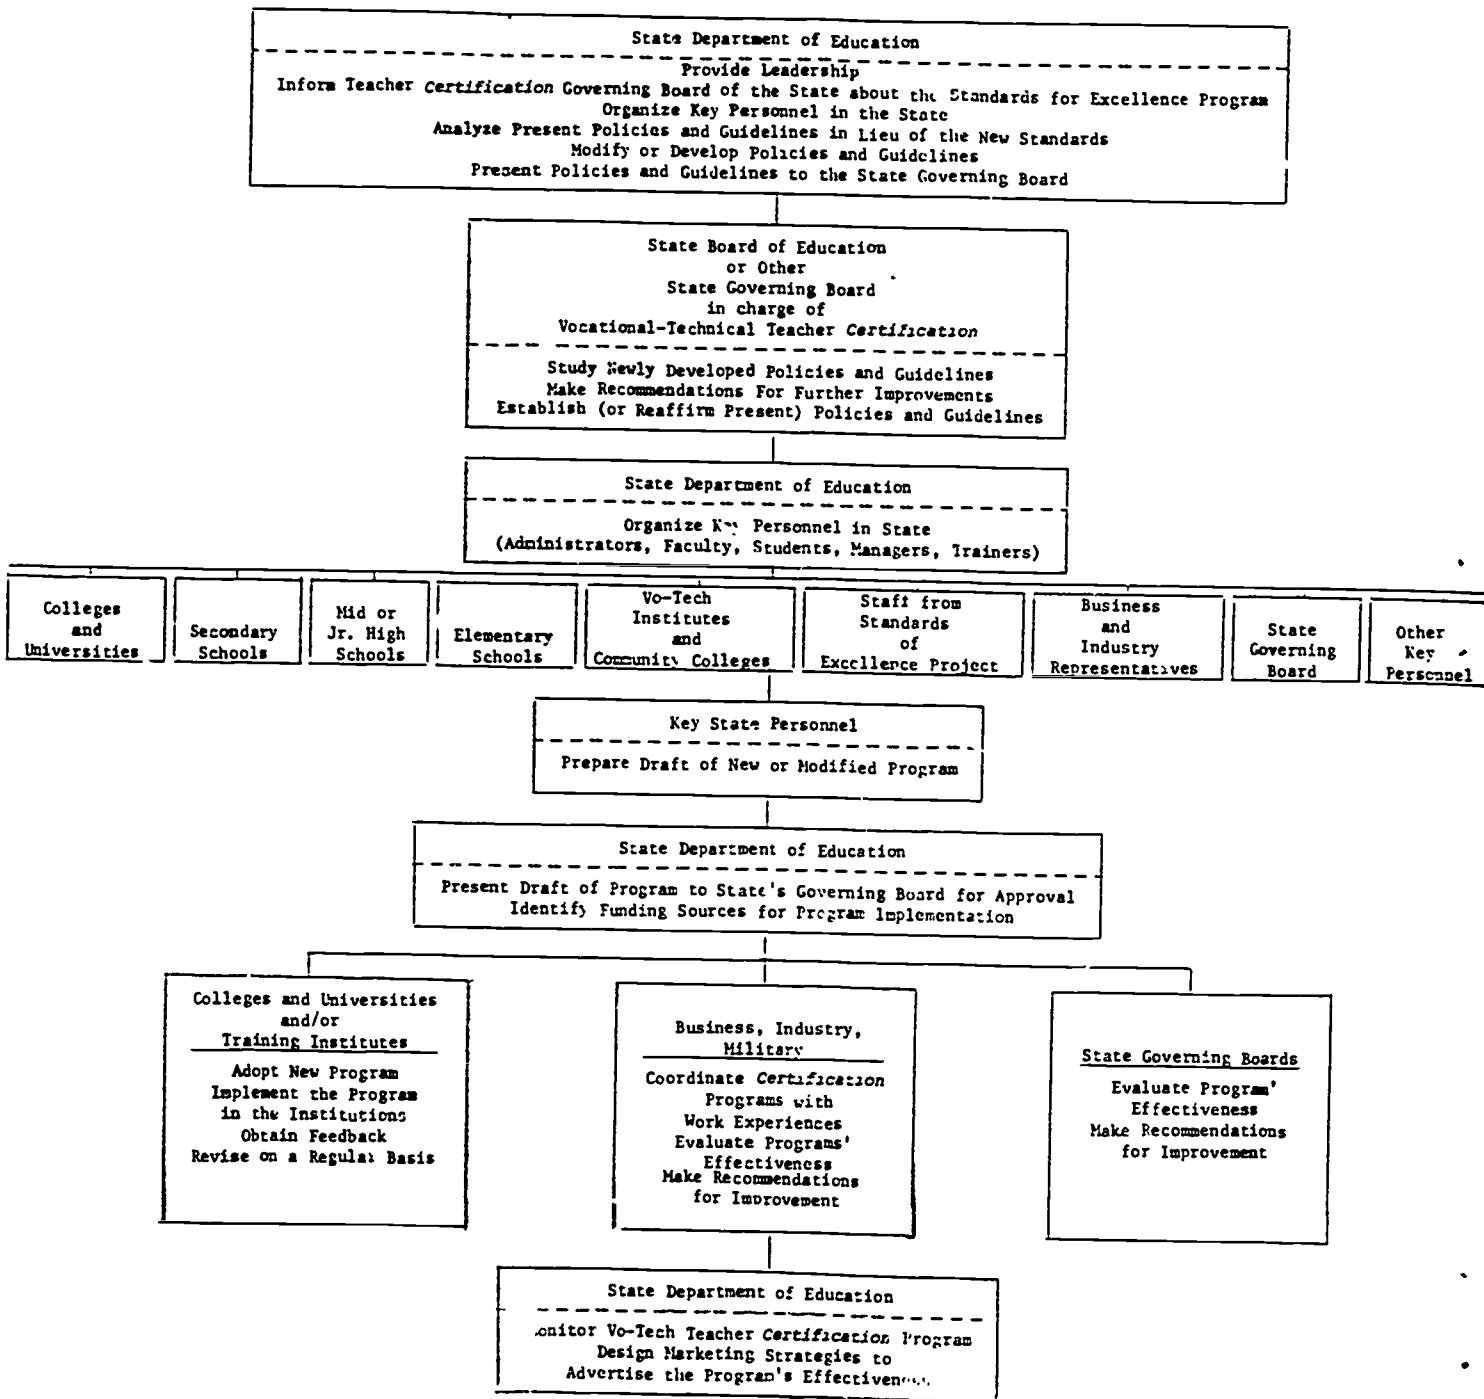 State Department of Education
Provide Leadership
Inform Teacher Certification Governing Board of the State about the Standards for Excellence Program
Organize Key Personnel in the State
Analyze Present Policies and Guidelines in Lieu of the New Standards
Modify or Develop Policies and Guidelines
Present Policies and Guidelines to the State Governing Board
State Board of Education
or Other
State Governing Board
in charge of
Vocational-Technical Teacher Certification
Study Newly Developed Policies and Guidelines
Make Recommendations For Further Improvements
Establish (or Reaffirm Present) Policies and Guidelines
State Department of Education
Organize Key Personnel in State
(Administrators, Faculty, Students, Managers, Trainers)
Colleges
and
Universities
Secondary
Schools
Mid or
Jr. High
Schools
Elementary
Schools
Vo-Tech
Institutes
and
Community Colleges
Staff from
Standards
of
Excellence Project
Business
and
Industry
Representatives
State
Governing
Board
Other
Key
Personnel
Key State Personnel
Prepare Draft of New or Modified Program
State Department of Education
Present Draft of Program to State's Governing Board for Approval
Identify Funding Sources for Program Implementation
Colleges and Universities
and/or
Training Institutes
Adopt New Program
Implement the Program
in the Institutions
Obtain Feedback
Revise on a Regular Basis
Business, Industry,
Military
Coordinate Certification
Programs with
Work Experiences
Evaluate Programs'
Effectiveness
Make Recommendations
for Improvement
State Governing Boards
Evaluate Program'
Effectiveness
Make Recommendations
for Improvement
State Department of Education
onitor Vo-Tech Teacher Certification Program
Design Marketing Strategies to
Advertise the Program's Effectiveness